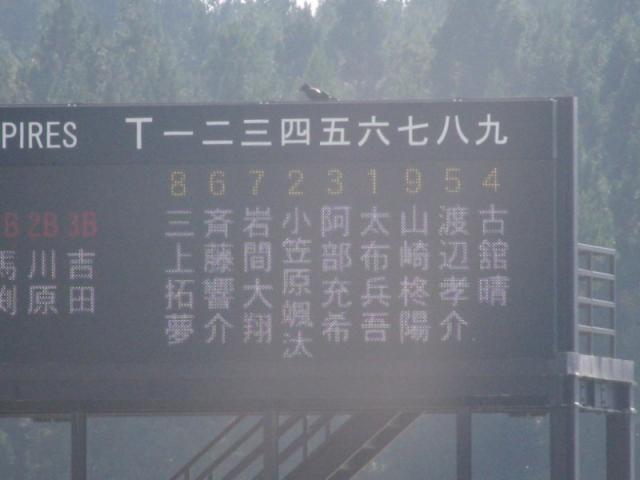 PIRES T 一二三四五六七八九
8 6 7 2 3 1 9 5 4
B 2B 3B
川原
吉田
三上拓夢
斉藤響介
岩間大翔
小笠原颯汰
阿部充希
太布兵吾
山崎柊陽
渡辺孝介
古舘晴